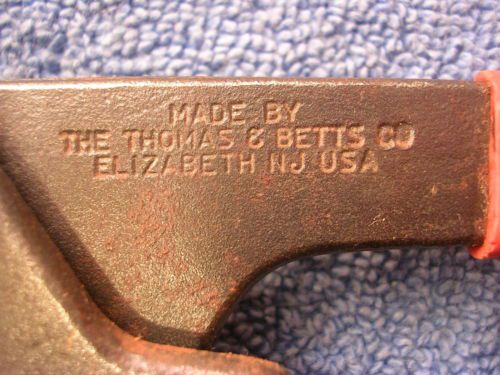 MADE BY
THE THOMAS & BETTS CO
ELIZABETH NJ USA